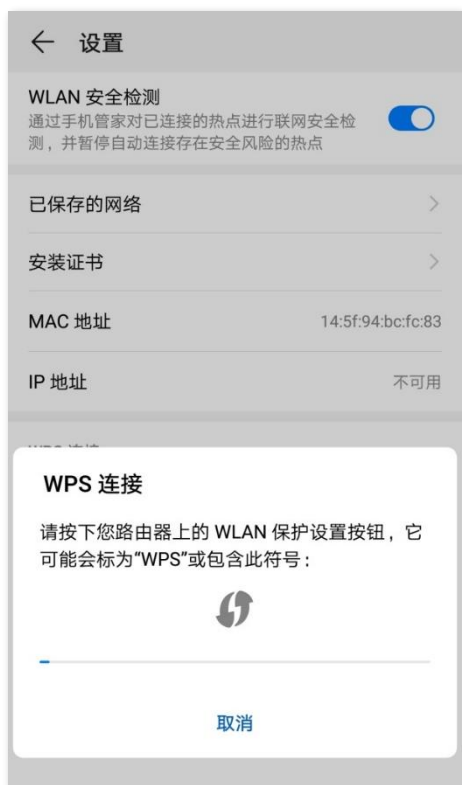 设置
WLAN 安全检测
通过手机管家对已连接的热点进行联网安全检
测，并暂停自动连接存在安全风险的热点
已保存的网络
安装证书
MAC 地址 14:5f:94:bc:fc:83
IP 地址 不可用
WPS 连接
请按下您路由器上的 WLAN 保护设置按钮，它
可能会标为“WPS”或包含此符号：
取消